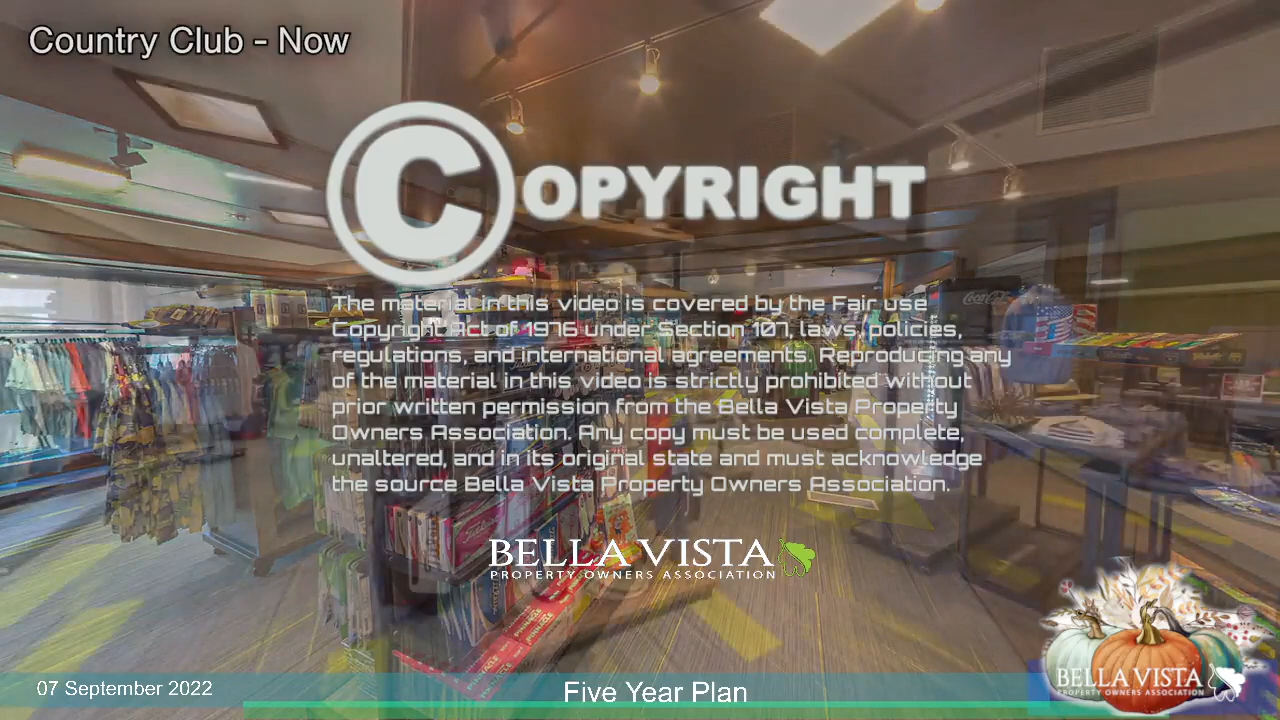 Country Club - Now
COPYRIGHT
The material in this video is covered by the Fair use
Copyright Act of 1976 under Section 107, laws, policies,
regulations, and international agreements. Reproducing any
of the material in this video is strictly prohibited without
prior written permission from the Bella Vista Property
Owners Association. Any copy must be used complete,
unaltered, and in its original state and must acknowledge
the source Bella Vista Property Owners Association.
Coca-Cola
BELLA VISTA
PROPERTY OWNERS ASSOCIATION
PINNACLE
BELLA VISTA
PROPERTY OWNERS ASSOCIATION
07 September 2022
Five Year Plan